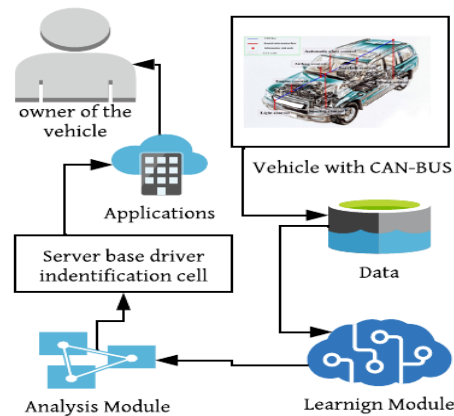 owner of the
vehicle
Vehicle with CAN-BUS
Applications
Server base driver
indentification cell
Data
Analysis Module
Learnign Module